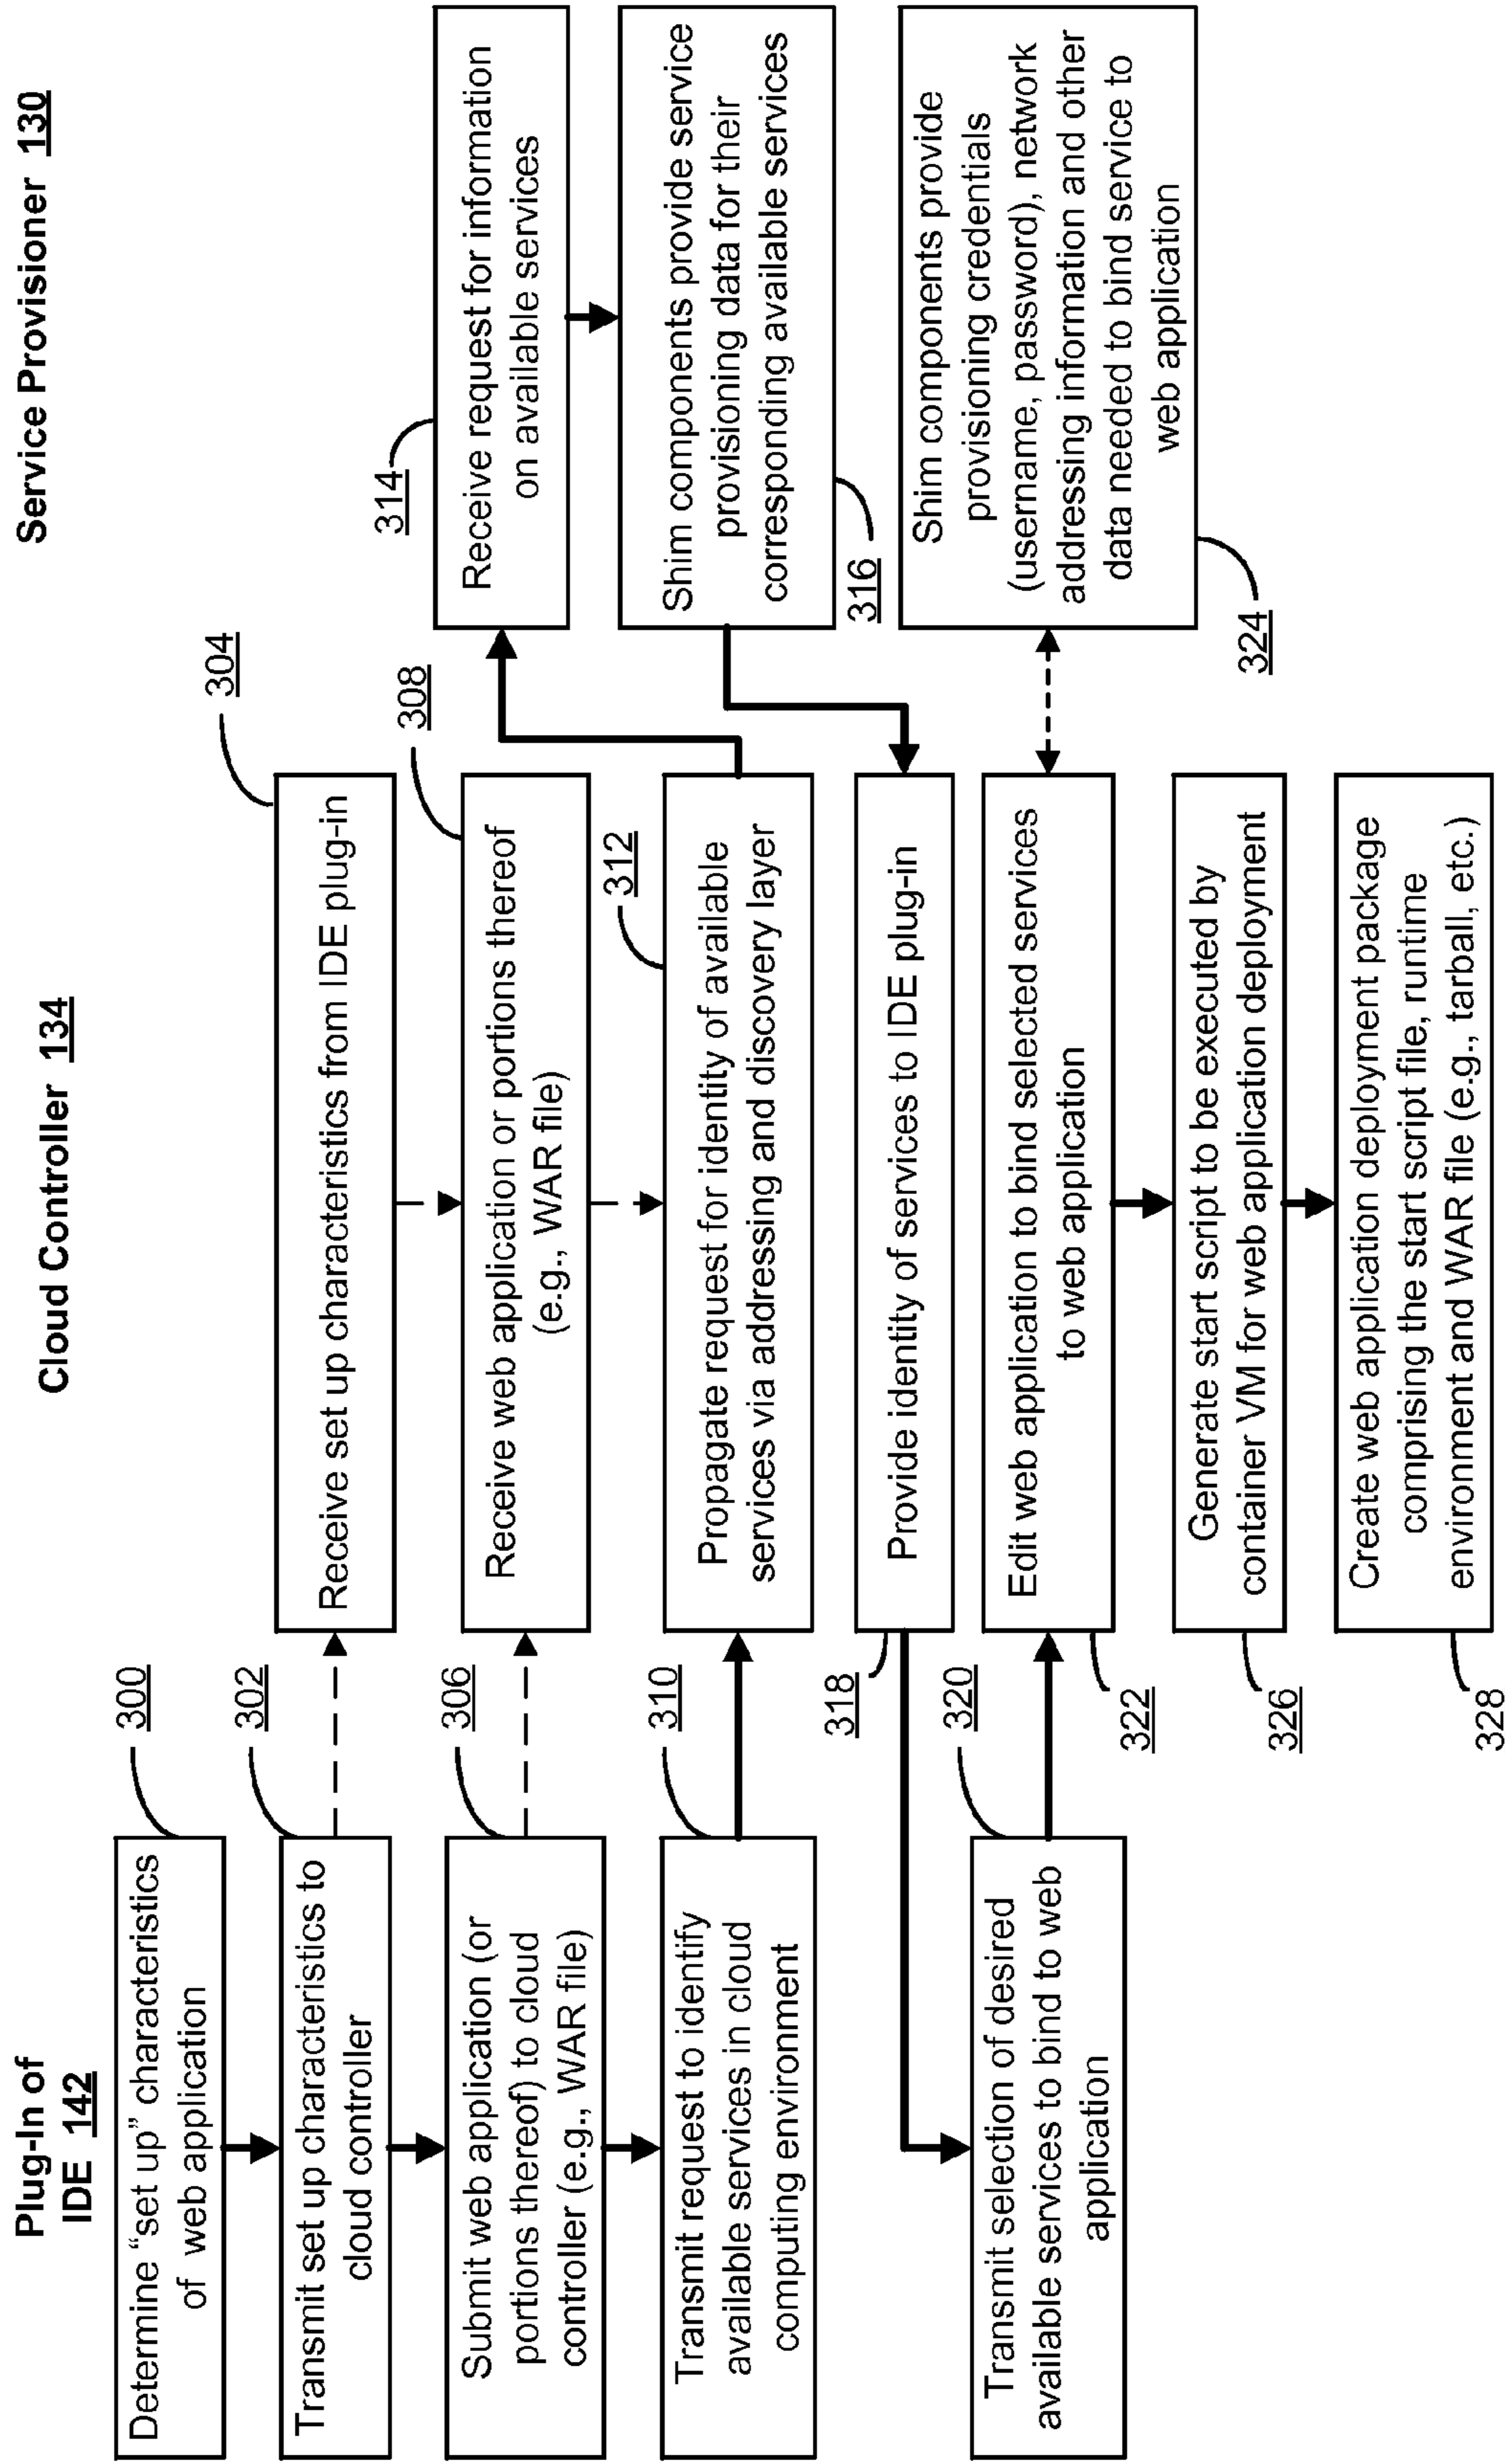 Plug-In of
IDE 142
Cloud Controller 134
Service Provisioner 130
300
Determine “set up” characteristics
of web application
302
Transmit set up characteristics to
cloud controller
304
Receive set up characteristics from IDE plug-in
306
Submit web application (or
portions thereof) to cloud
controller (e.g., WAR file)
308
Receive web application or portions thereof
(e.g., WAR file)
310
Transmit request to identify
available services in cloud
computing environment
312
Propagate request for identity of available
services via addressing and discovery layer
314
Receive request for information
on available services
316
Shim components provide service
provisioning data for their
corresponding available services
318
Provide identity of services to IDE plug-in
320
Transmit selection of desired
available services to bind to web
application
322
Edit web application to bind selected services
to web application
324
Shim components provide
provisioning credentials
(username, password), network
addressing information and other
data needed to bind service to
web application
326
Generate start script to be executed by
container VM for web application deployment
328
Create web application deployment package
comprising the start script file, runtime
environment and WAR file (e.g., tarball, etc.)